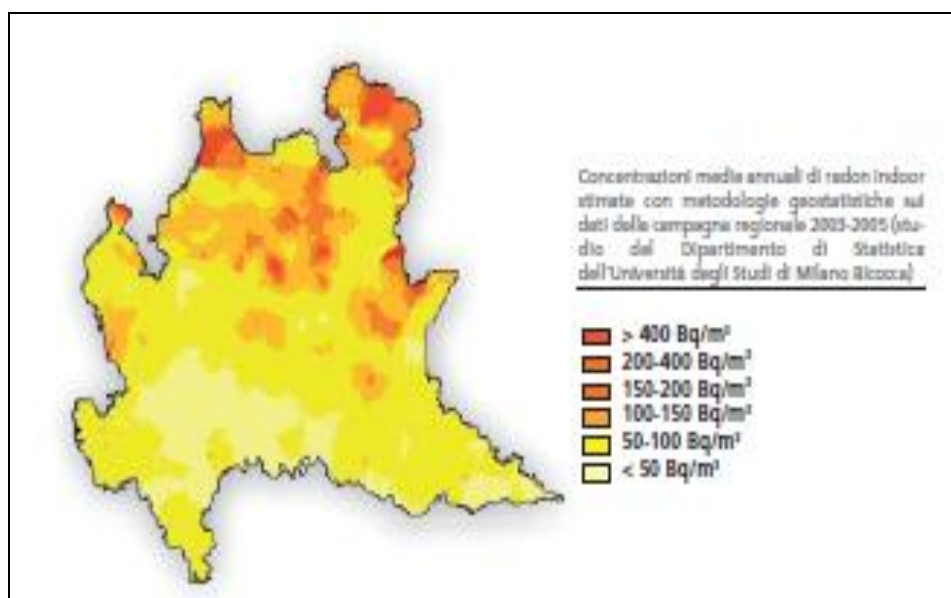 Concentrazioni medie annuali di radon indoor
stimate con metodologie geostatistiche sui
dati della campagna regionale 2003-2005 (stu-
dio del Dipartimento di Statistica
dell'Università degli Studi di Milano Bicocca)
> 400 Bq/m³
200-400 Bq/m³
150-200 Bq/m³
100-150 Bq/m³
50-100 Bq/m³
< 50 Bq/m³